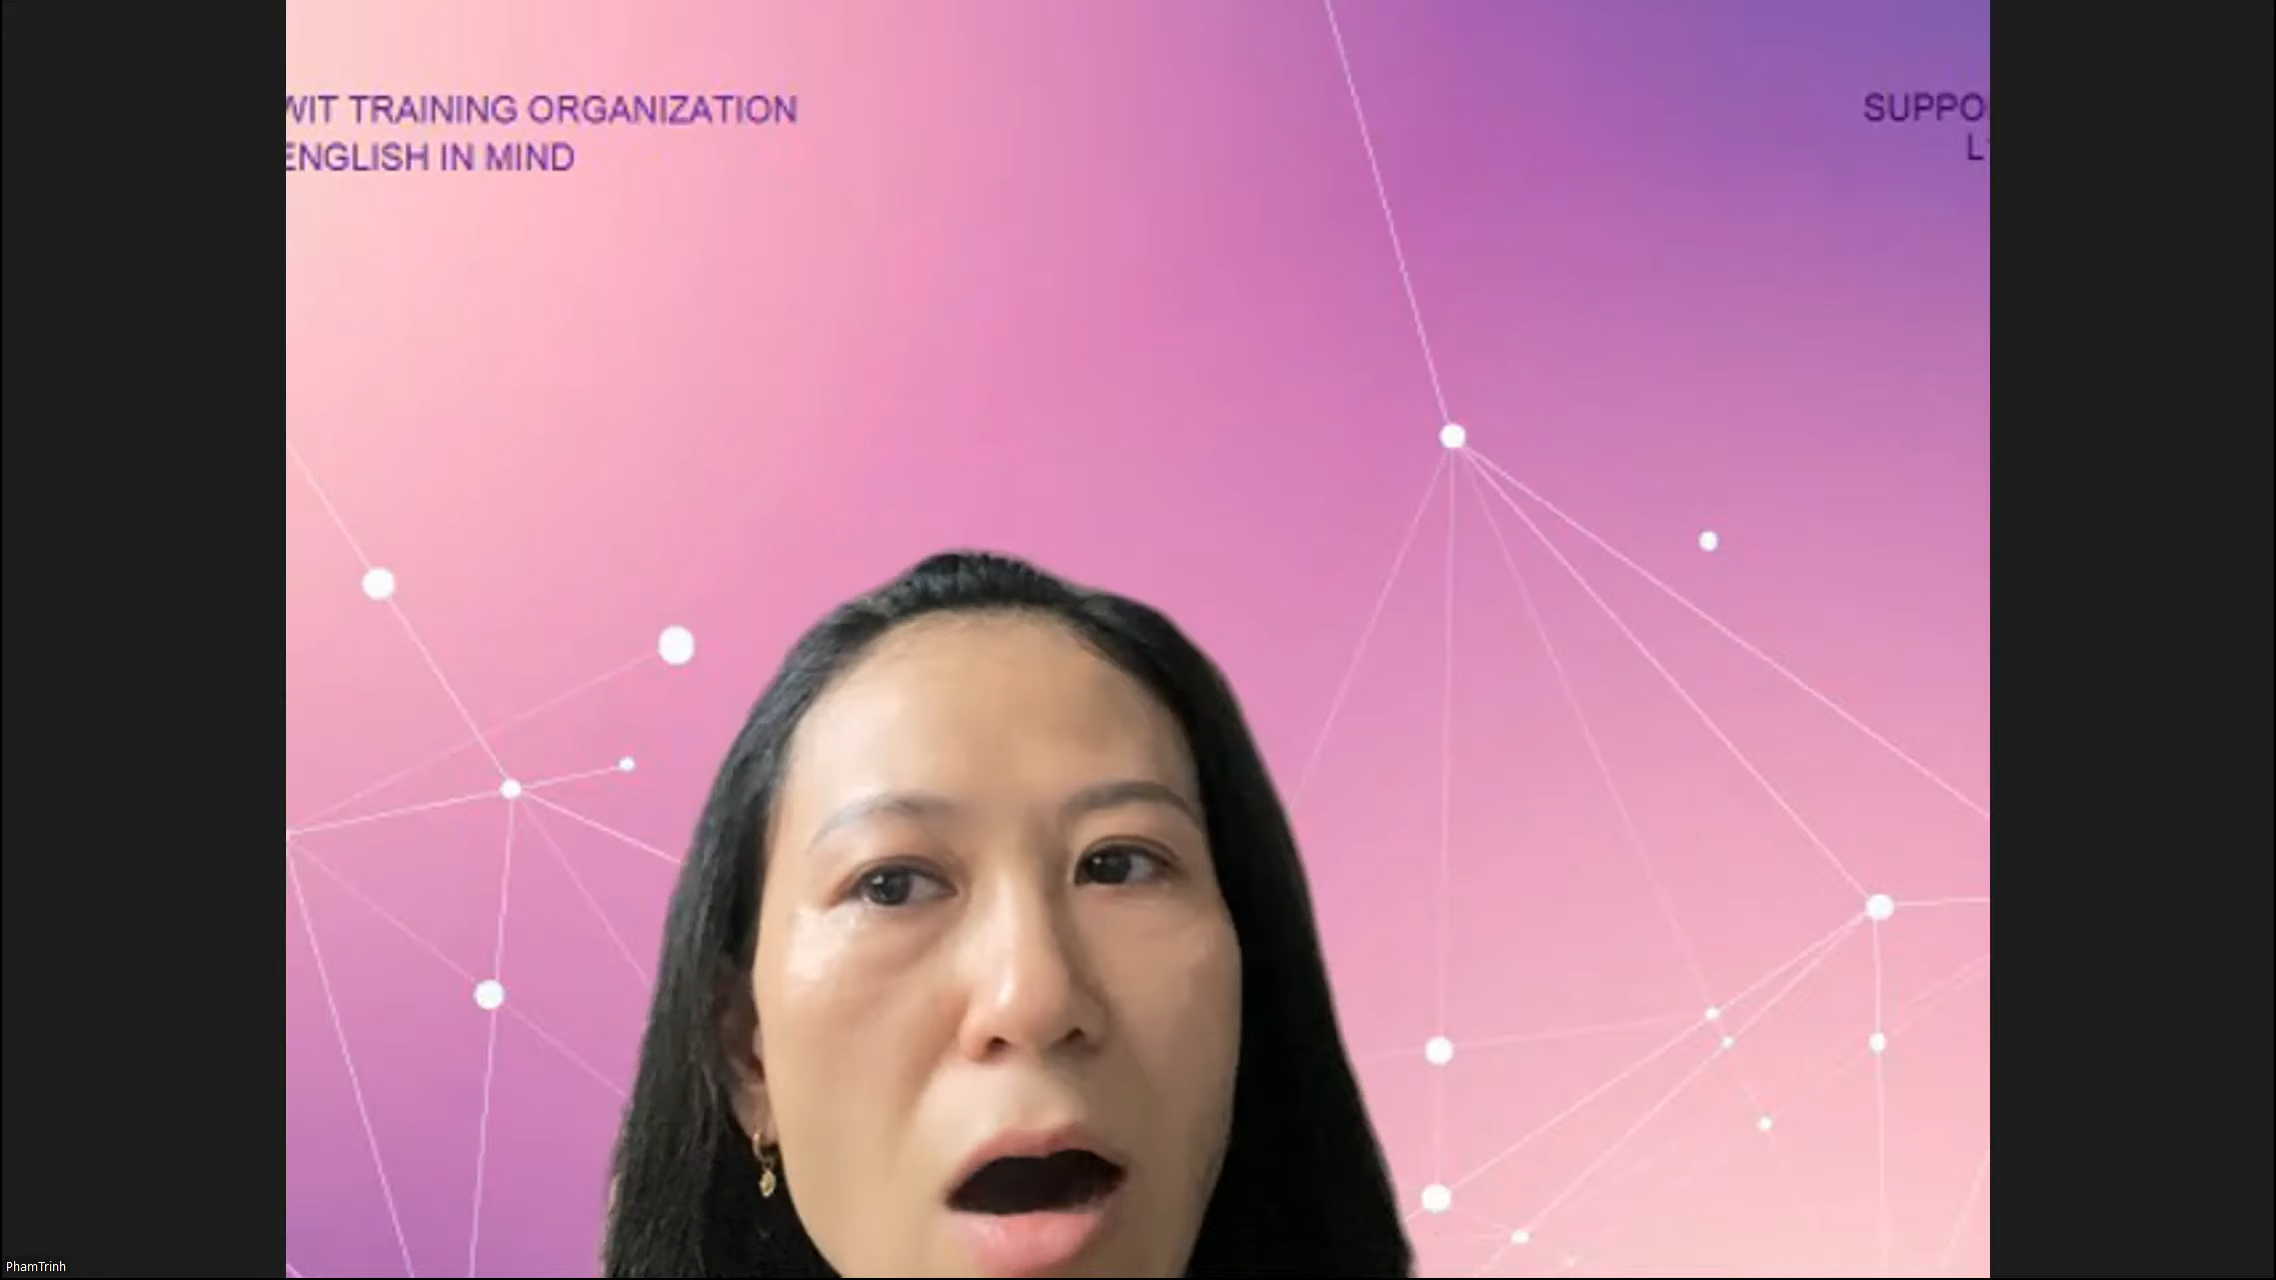 WIT TRAINING ORGANIZATION
ENGLISH IN MIND
SUPPO
L
PhamTrinh